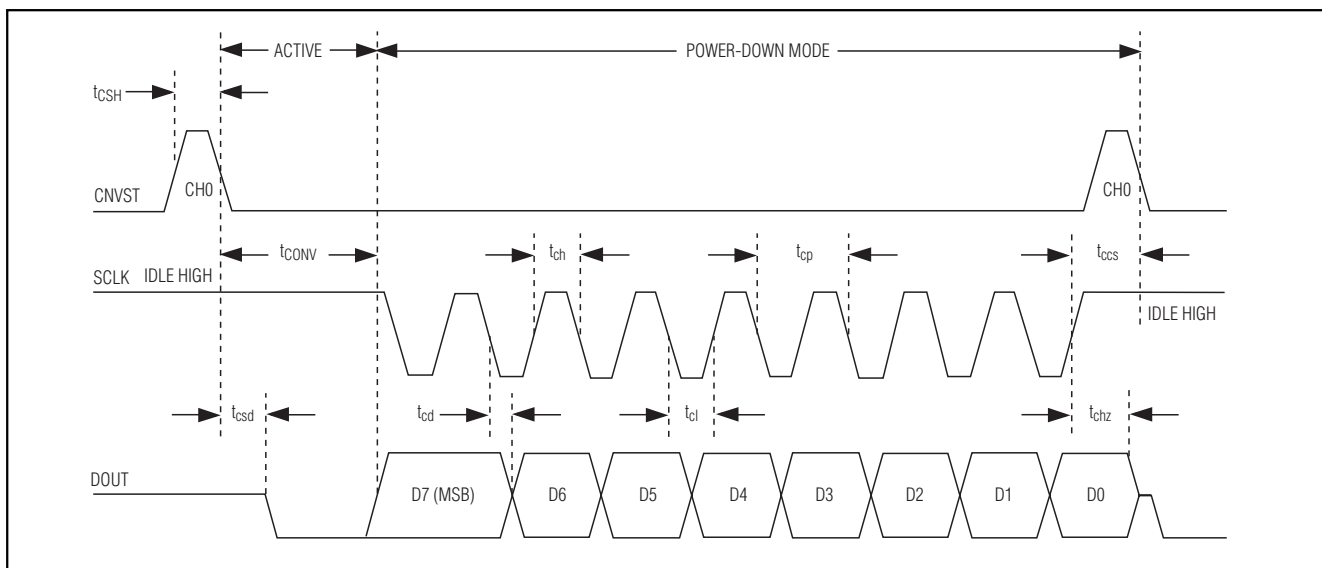 ACTIVE
POWER-DOWN MODE
tCSH
CH0
CH0
CNVST
tCONV
tch
tcp
tccs
SCLK IDLE HIGH
IDLE HIGH
tcsd
tcd
tcl
tchz
DOUT
D7 (MSB) D6 D5 D4 D3 D2 D1 D0